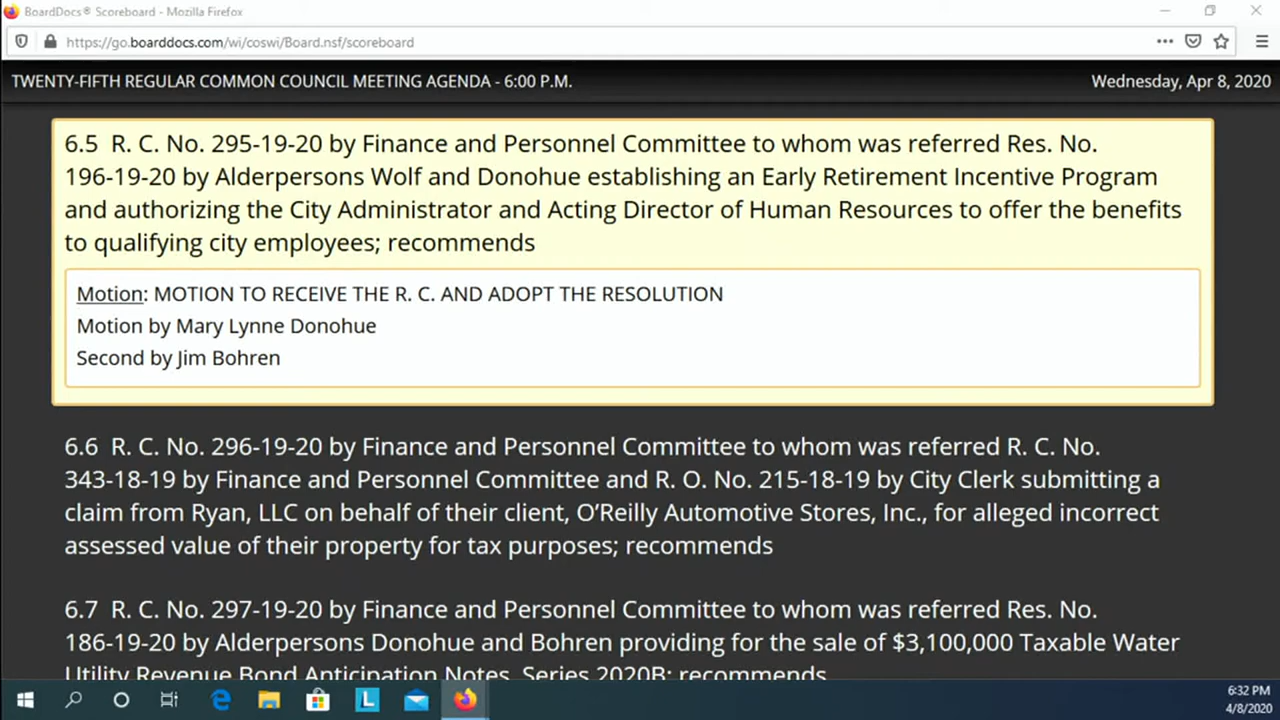 BoardDocs® Scoreboard - Mozilla Firefox
https://go.boarddocs.com/wi/coswi/Board.nsf/scoreboard
TWENTY-FIFTH REGULAR COMMON COUNCIL MEETING AGENDA - 6:00 P.M.
Wednesday, Apr 8, 2020
6.5 R. C. No. 295-19-20 by Finance and Personnel Committee to whom was referred Res. No.
196-19-20 by Alderpersons Wolf and Donohue establishing an Early Retirement Incentive Program
and authorizing the City Administrator and Acting Director of Human Resources to offer the benefits
to qualifying city employees; recommends
Motion: MOTION TO RECEIVE THE R. C. AND ADOPT THE RESOLUTION
Motion by Mary Lynne Donohue
Second by Jim Bohren
6.6 R. C. No. 296-19-20 by Finance and Personnel Committee to whom was referred R. C. No.
343-18-19 by Finance and Personnel Committee and R. O. No. 215-18-19 by City Clerk submitting a
claim from Ryan, LLC on behalf of their client, O’Reilly Automotive Stores, Inc., for alleged incorrect
assessed value of their property for tax purposes; recommends
6.7 R. C. No. 297-19-20 by Finance and Personnel Committee to whom was referred Res. No.
186-19-20 by Alderpersons Donohue and Bohren providing for the sale of $3,100,000 Taxable Water
Utility Revenue Bond Anticipation Notes, Series 2020B; recommends
L
6:32 PM
4/8/2020